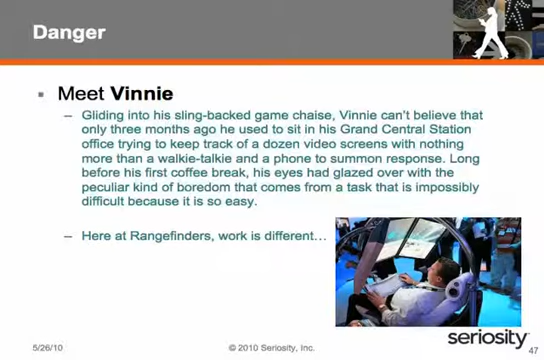 Danger
Meet Vinnie
– Gliding into his sling-backed game chaise, Vinnie can't believe that
only three months ago he used to sit in his Grand Central Station
office trying to keep track of a dozen video screens with nothing
more than a walkie-talkie and a phone to summon response. Long
before his first coffee break, his eyes had glazed over with the
peculiar kind of boredom that comes from a task that is impossibly
difficult because it is so easy.
– Here at Rangefinders, work is different…
seriosity
5/26/10
© 2010 Seriosity, Inc.
47